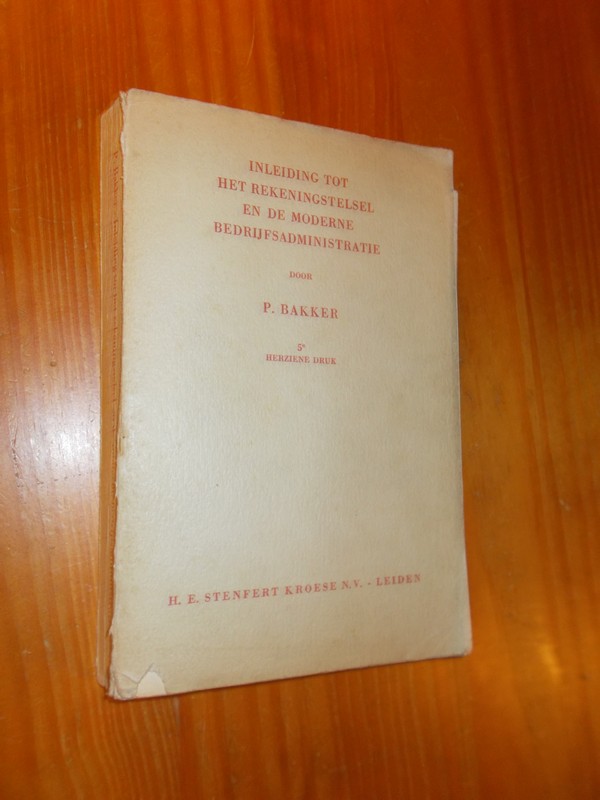 INLEIDING TOT
HET REKENINGSTELSEL
EN DE MODERNE
BEDRIJFSADMINISTRATIE
DOOR
P. BAKKER
5e
HERZIENE DRUK
H. E. STENFERT KROESE N.V. - LEIDEN